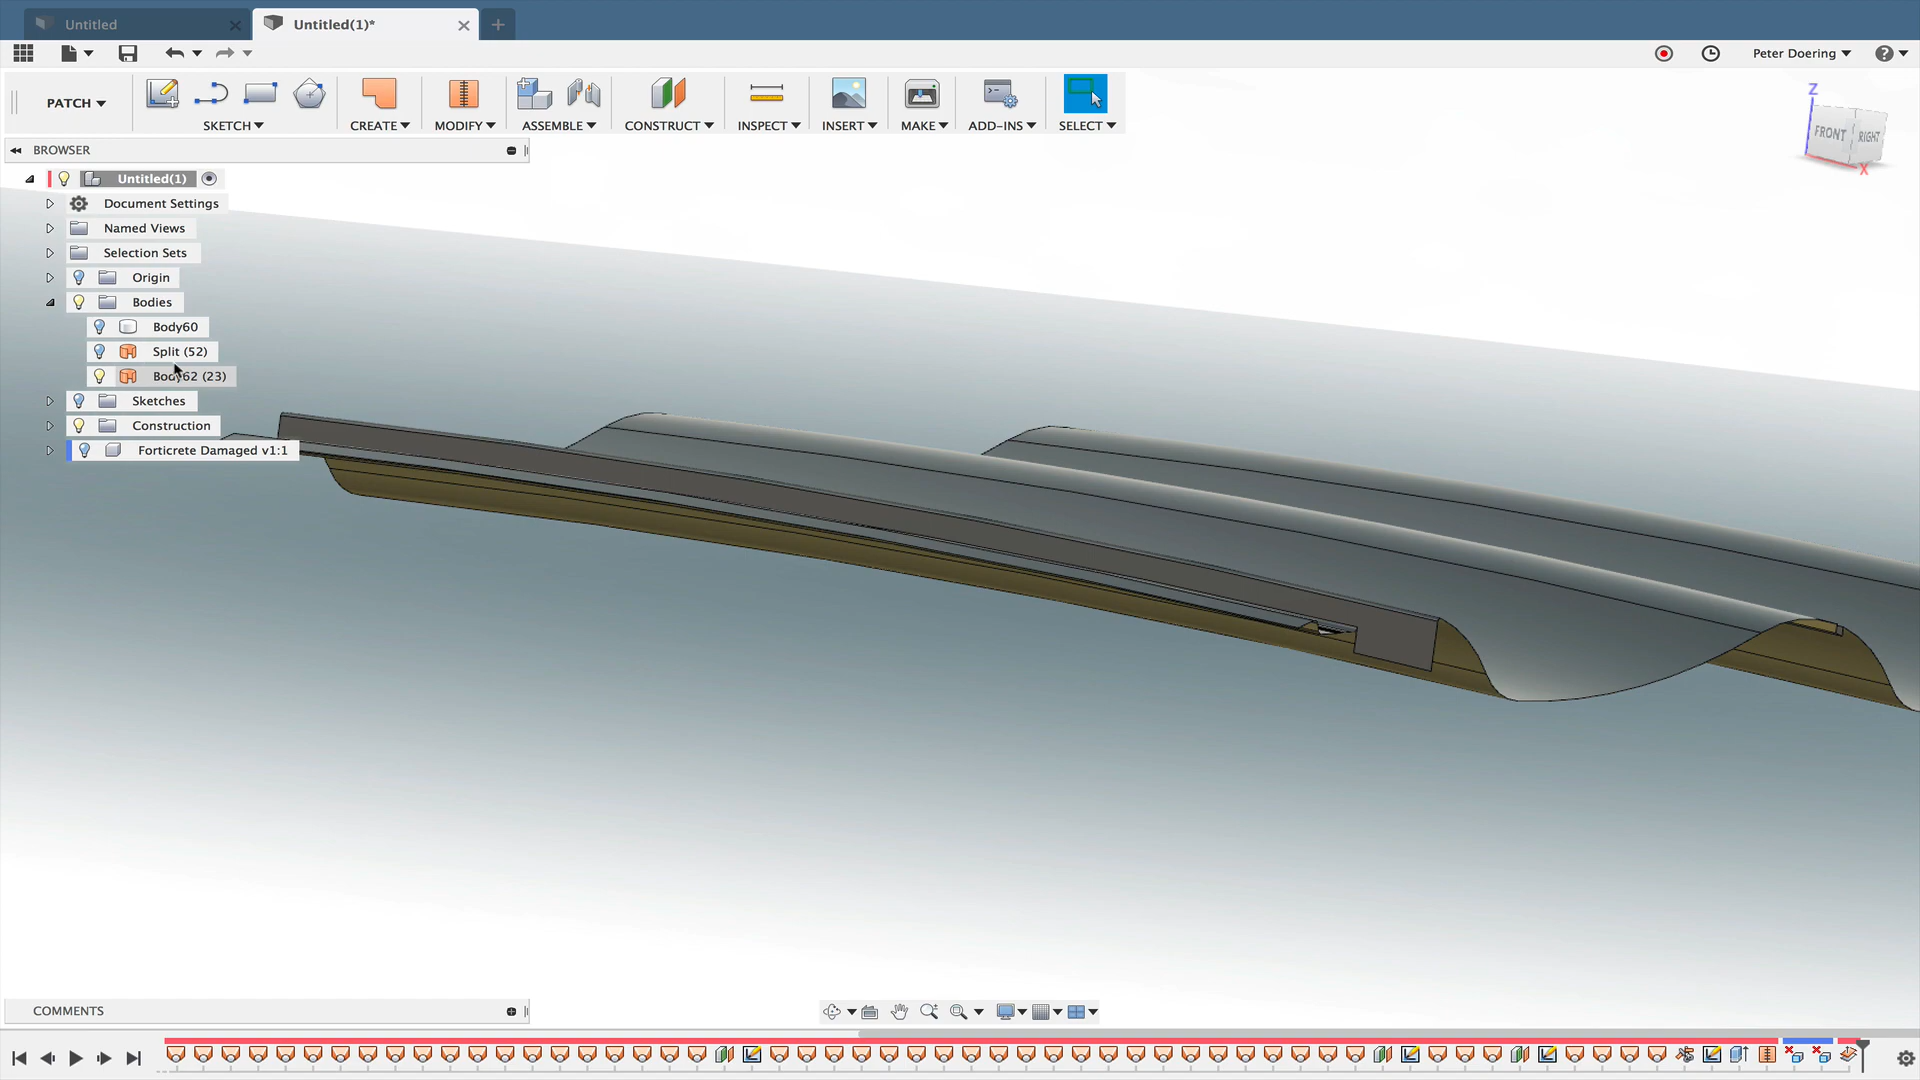 Untitled
Untitled(1)*
Peter Doering
PATCH
SKETCH
CREATE
MODIFY
ASSEMBLE
CONSTRUCT
INSPECT
INSERT
MAKE
ADD-INS
SELECT
Z
FRONT
RIGHT
X
BROWSER
Untitled(1)
Document Settings
Named Views
Selection Sets
Origin
Bodies
Body60
Split (52)
Body62 (23)
Sketches
Construction
Forticrete Damaged v1:1
COMMENTS